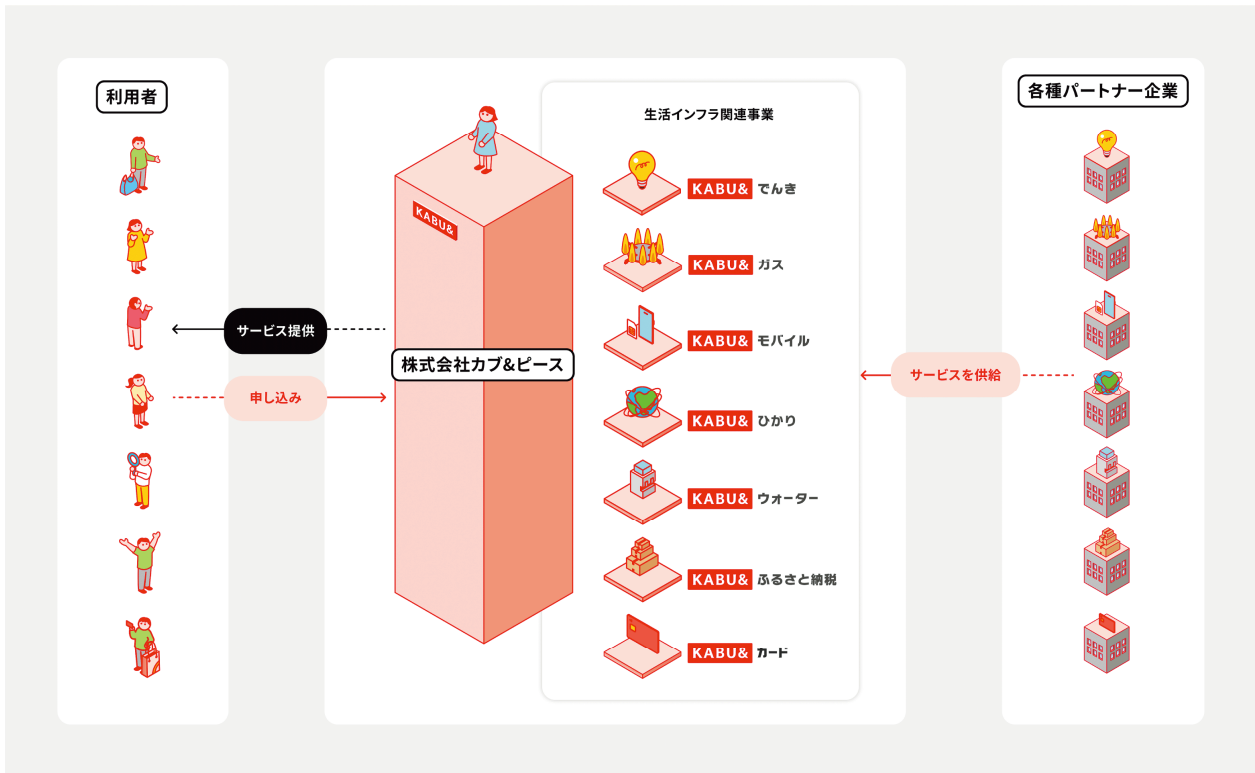 利用者
サービス提供
申し込み
KABU&
株式会社カブ&ピース
生活インフラ関連事業
KABU& でんき
KABU& ガス
KABU& モバイル
KABU& ひかり
KABU& ウォーター
KABU& ふるさと納税
KABU& カード
サービスを供給
各種パートナー企業